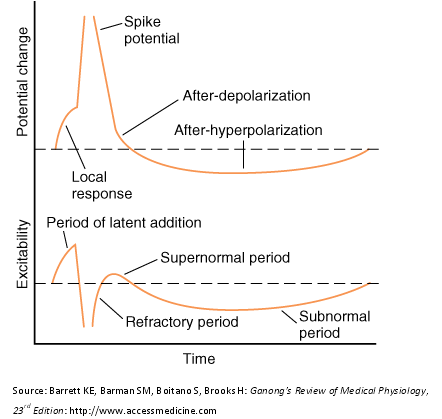 Potential change
Spike
potential
After-depolarization
After-hyperpolarization
Local
response
Excitability
Period of latent addition
Supernormal period
Refractory period
Subnormal
period
Time
Source: Barrett KE, Barman SM, Boitano S, Brooks H: Ganong's Review of Medical Physiology,
23rd Edition: http://www.accessmedicine.com